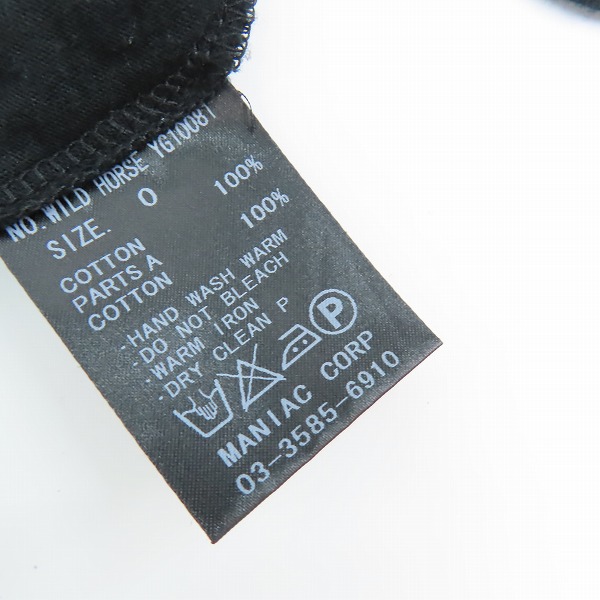 NO. WILD HORSE YG10081
SIZE. 0
COTTON 100%
PARTS A
COTTON 100%
-HAND WASH WARM
-DO NOT BLEACH
-WARM IRON
-DRY CLEAN P
P
MANIAC CORP
03-3585-6910